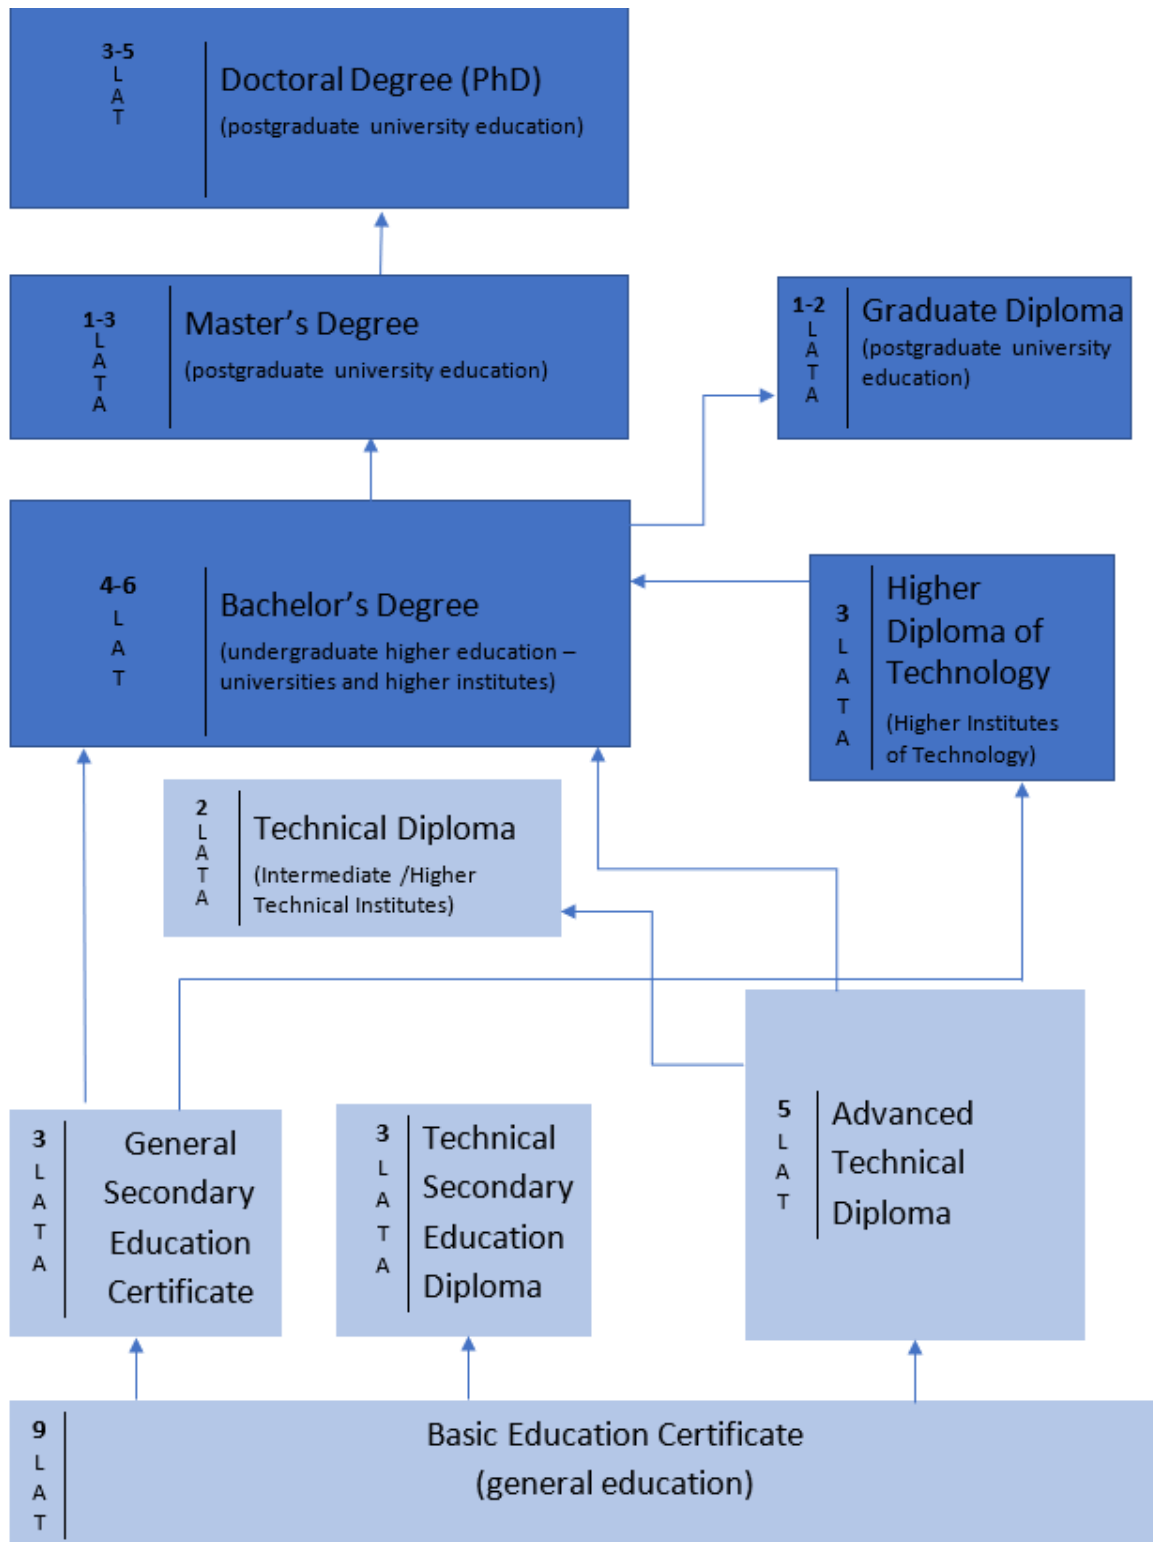 3-5
L
A
T
Doctoral Degree (PhD)
(postgraduate university education)
1-3
L
A
T
A
Master's Degree
(postgraduate university education)
1-2
L
A
T
A
Graduate Diploma
(postgraduate university
education)
4-6
L
A
T
Bachelor's Degree
(undergraduate higher education –
universities and higher institutes)
3
L
A
T
A
Higher
Diploma of
Technology
(Higher Institutes
of Technology)
2
L
A
T
A
Technical Diploma
(Intermediate /Higher
Technical Institutes)
3
L
A
T
A
General
Secondary
Education
Certificate
3
L
A
T
A
Technical
Secondary
Education
Diploma
5
L
A
T
Advanced
Technical
Diploma
9
L
A
T
Basic Education Certificate
(general education)